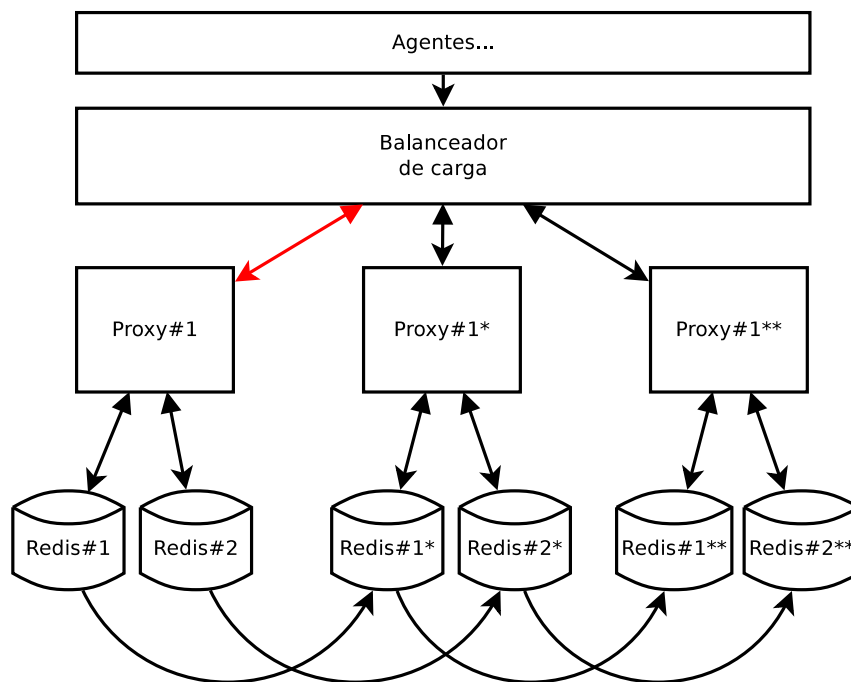 Agentes...
Balanceador
de carga
Proxy#1
Proxy#1*
Proxy#1**
Redis#1
Redis#2
Redis#1*
Redis#2*
Redis#1**
Redis#2**